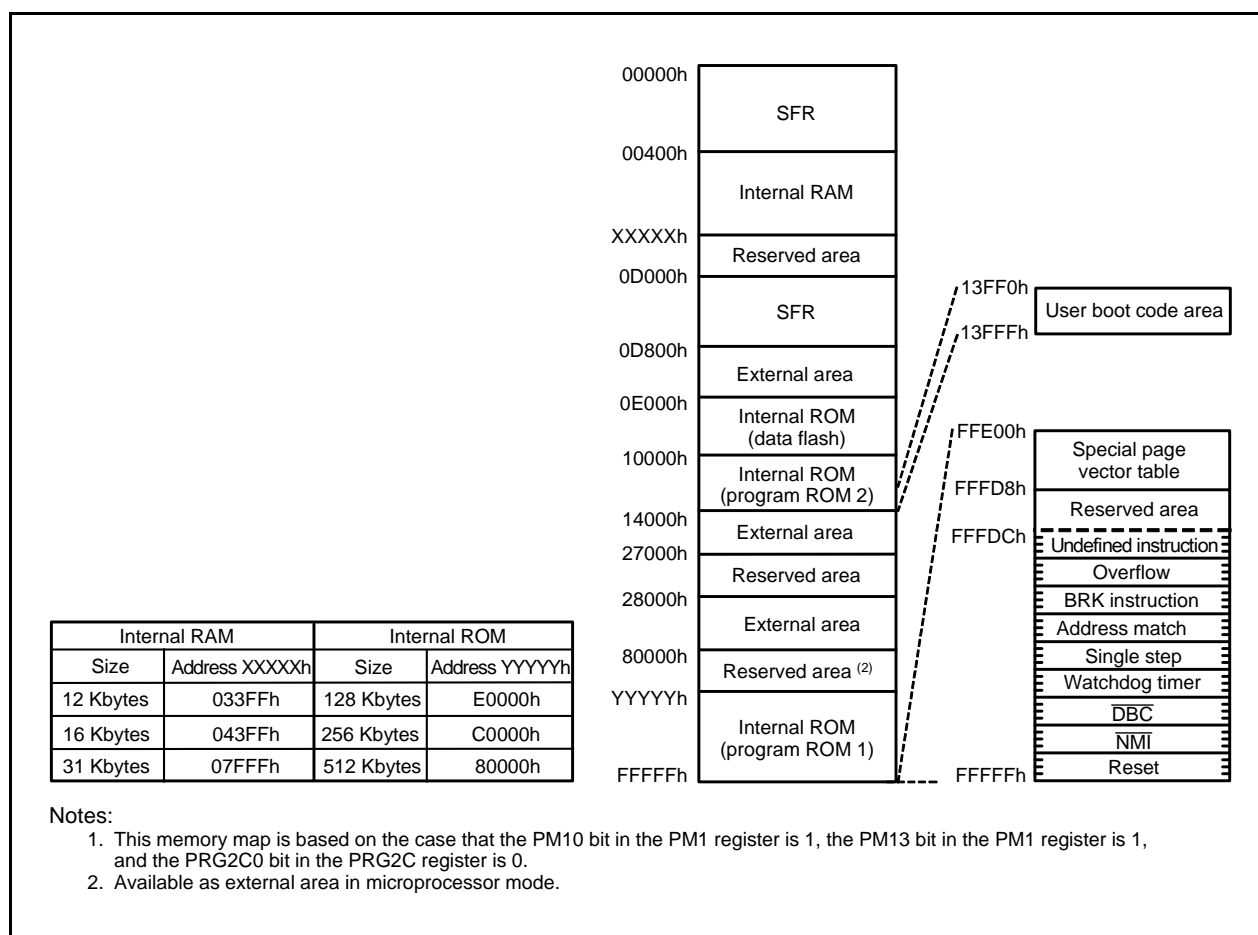 00000h
SFR
00400h
Internal RAM
XXXXXh
Reserved area
0D000h
SFR
0D800h
External area
0E000h
Internal ROM
(data flash)
10000h
Internal ROM
(program ROM 2)
14000h
External area
27000h
Reserved area
28000h
External area
80000h
Reserved area (2)
YYYYYh
Internal ROM
(program ROM 1)
FFFFFh
13FF0h
User boot code area
13FFFh
FFE00h
Special page
vector table
FFFD8h
Reserved area
FFFDCh
Undefined instruction
Overflow
BRK instruction
Address match
Single step
Watchdog timer
DBC
NMI
Reset
FFFFFh
Internal RAM Internal ROM
Size Address XXXXXh Size Address YYYYYh
12 Kbytes 033FFh 128 Kbytes E0000h
16 Kbytes 043FFh 256 Kbytes C0000h
31 Kbytes 07FFFh 512 Kbytes 80000h
Notes:
1. This memory map is based on the case that the PM10 bit in the PM1 register is 1, the PM13 bit in the PM1 register is 1,
and the PRG2C0 bit in the PRG2C register is 0.
2. Available as external area in microprocessor mode.